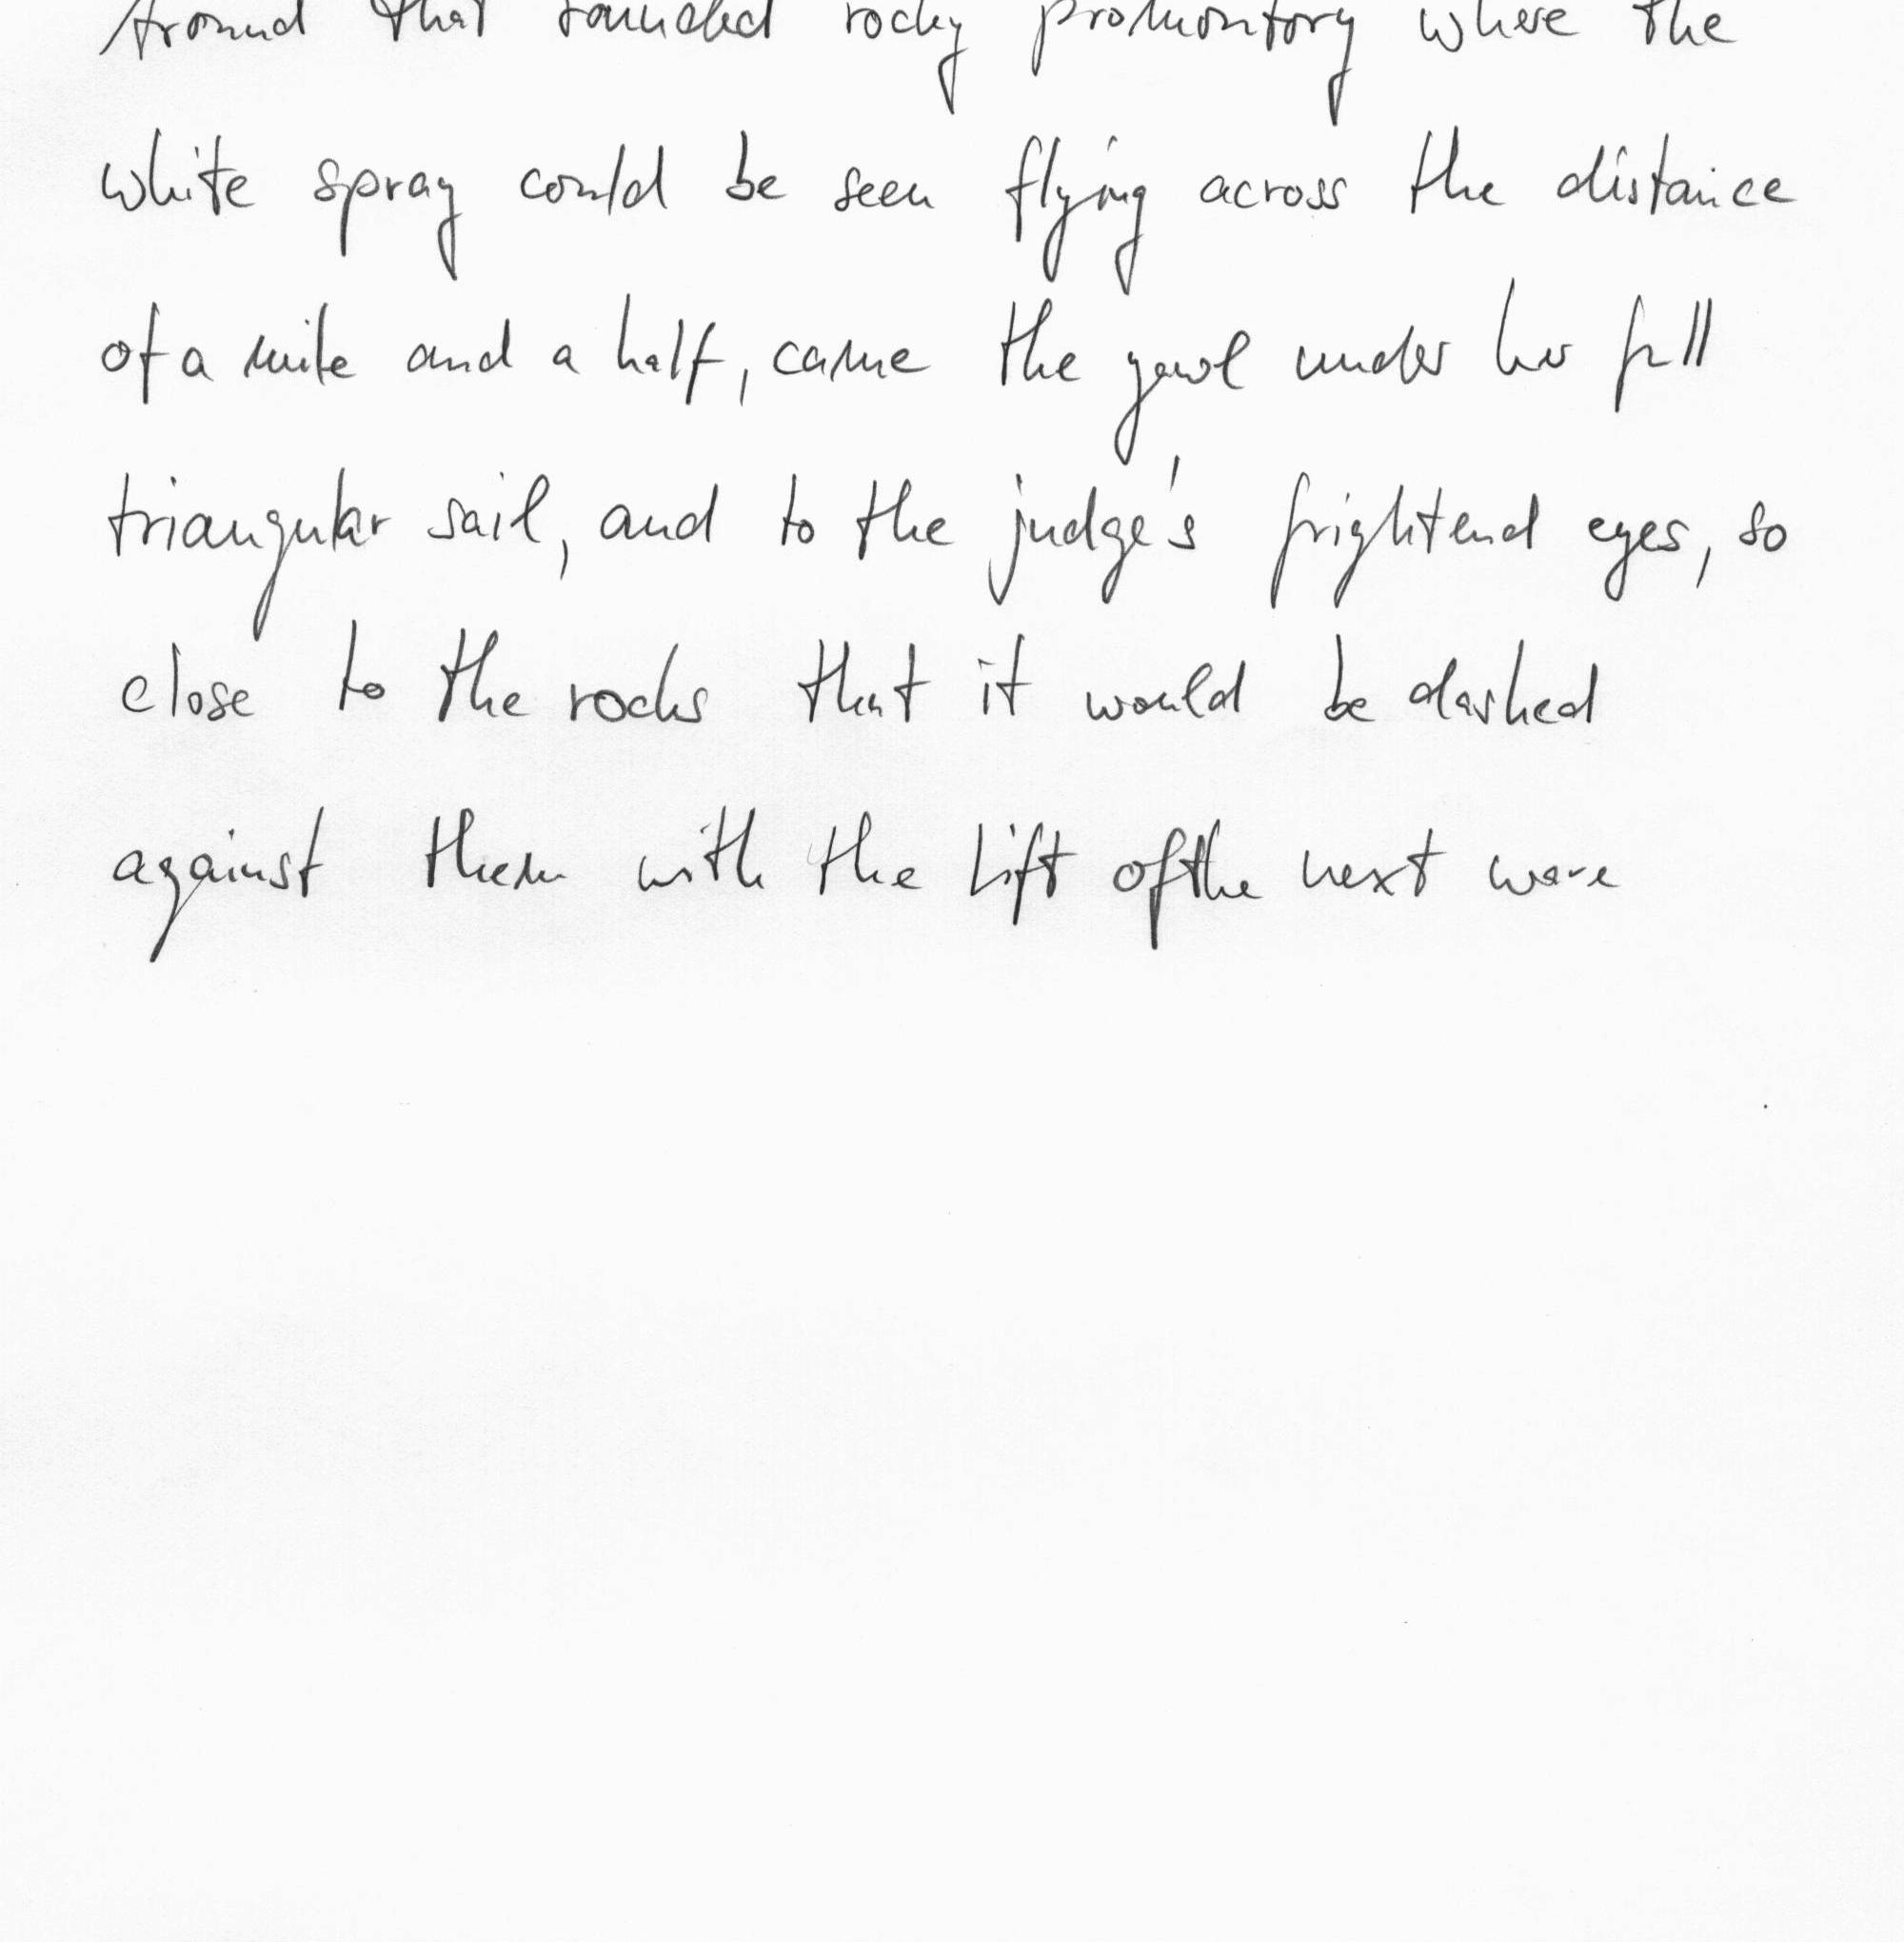 Around that rounded rocky promontory where the
white spray could be seen flying across the distance
of a mile and a half, came the yawl under her full
triangular sail, and to the judge's frightend eyes, so
close to the rocks that it would be dashed
against them with the lift of the next wave